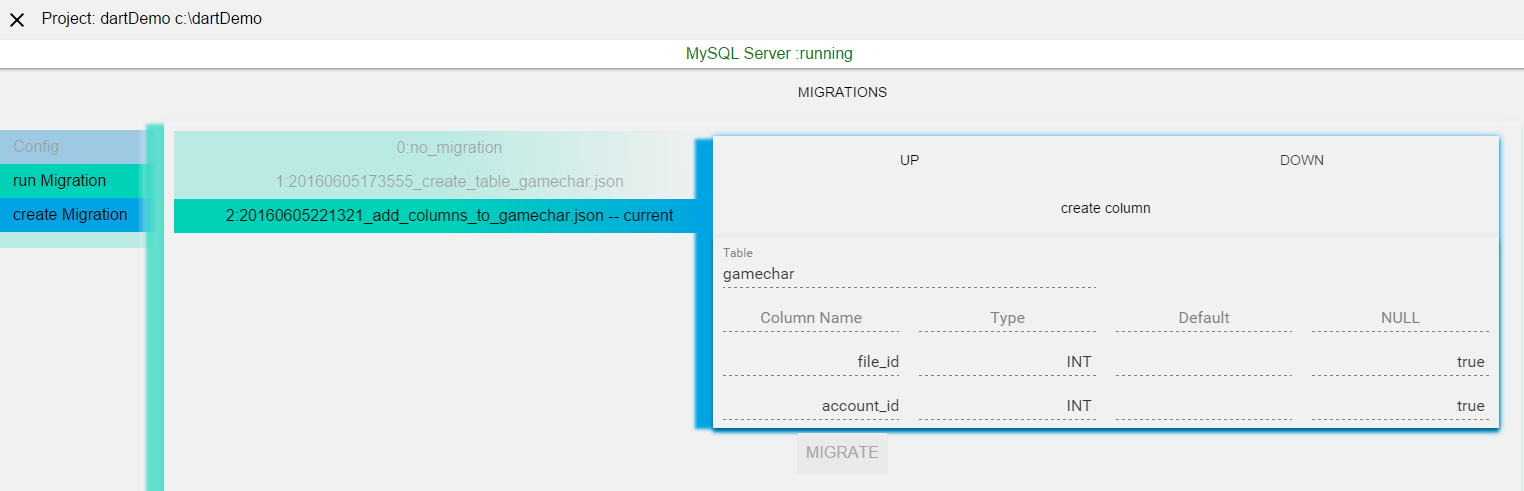 Project: dartDemo c:\dartDemo
MySQL Server :running
MIGRATIONS
Config
run Migration
create Migration
0:no_migration
1:20160605173555_create_table_gamechar.json
2:20160605221321_add_columns_to_gamechar.json -- current
UP DOWN
create column
Table
gamechar
Column Name Type Default NULL
file_id INT true
account_id INT true
MIGRATE